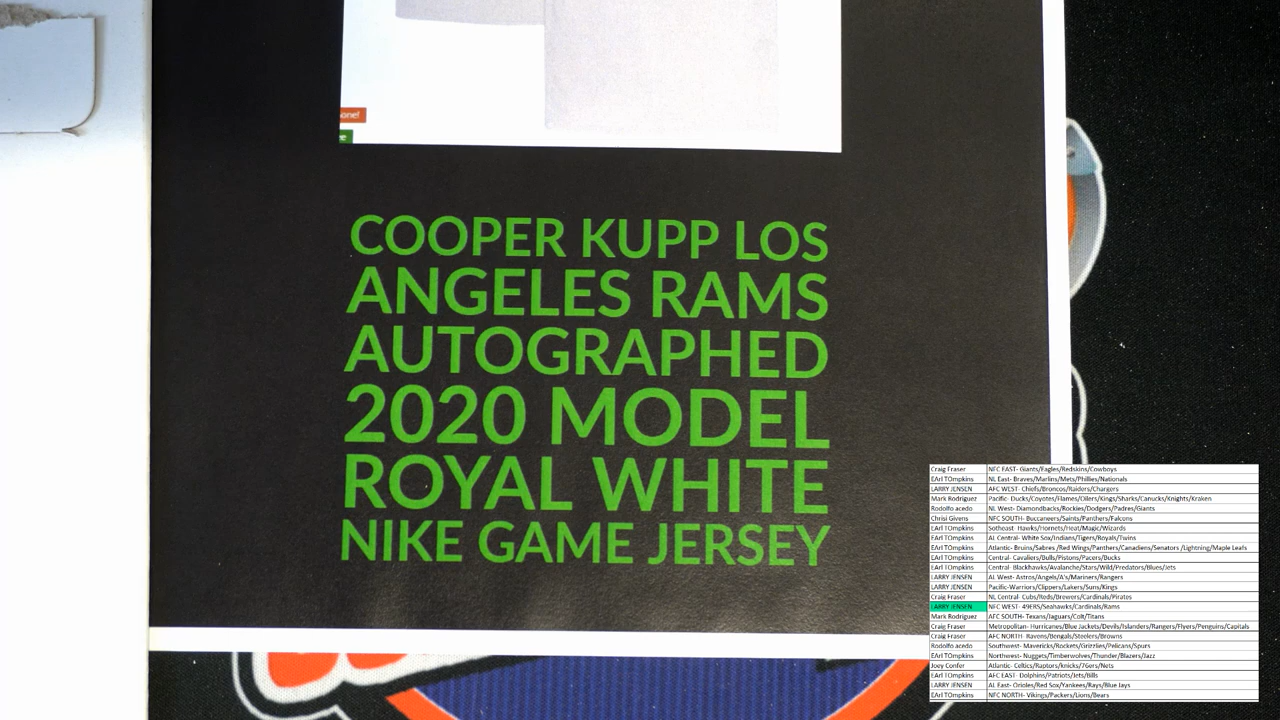 one!
COOPER KUPP LOS
ANGELES RAMS
AUTOGRAPHED
2020 MODEL
ROYAL WHITE
GAME JERSEY
Craig Fraser NFC EAST- Giants/Eagles/Redskins/Cowboys
EArl TOmpkins NL East- Braves/Marlins/Mets/Phillies/Nationals
LARRY JENSEN AFC WEST- Chiefs/Broncos/Raiders/Chargers
Mark Rodriguez Pacific- Ducks/Coyotes/Flames/Oilers/Kings/Sharks/Canucks/Knights/Kraken
Rodolfo acedo NL West- Diamondbacks/Rockies/Dodgers/Padres/Giants
Chrisi Givens NFC SOUTH- Buccaneers/Saints/Panthers/Falcons
EArl TOmpkins Sotheast- Hawks/Hornets/Heat/Magic/Wizards
EArl TOmpkins AL Central- White Sox/Indians/Tigers/Royals/Twins
EArl TOmpkins Atlantic- Bruins/Sabres /Red Wings/Panthers/Canadiens/Senators /Lightning/Maple Leafs
EArl TOmpkins Central- Cavaliers/Bulls/Pistons/Pacers/Bucks
EArl TOmpkins Central- Blackhawks/Avalanche/Stars/Wild/Predators/Blues/Jets
LARRY JENSEN AL West- Astros/Angels/A's/Mariners/Rangers
LARRY JENSEN Pacific-Warriors/Clippers/Lakers/Suns/Kings
Craig Fraser NL Central- Cubs/Reds/Brewers/Cardinals/Pirates
LARRY JENSEN NFC WEST- 49ERS/Seahawks/Cardinals/Rams
Mark Rodriguez AFC SOUTH- Texans/Jaguars/Colt/Titans
Craig Fraser Metropolitan- Hurricanes/Blue Jackets/Devils/Islanders/Rangers/Flyers/Penguins/Capitals
Craig Fraser AFC NORTH- Ravens/Bengals/Steelers/Browns
Rodolfo acedo Southwest- Mavericks/Rockets/Grizzlies/Pelicans/Spurs
EArl TOmpkins Northwest- Nuggets/Timberwolves/Thunder/Blazers/Jazz
Joey Confer Atlantic- Celtics/Raptors/knicks/76ers/Nets
EArl TOmpkins AFC EAST- Dolphins/Patriots/Jets/Bills
LARRY JENSEN AL East- Orioles/Red Sox/Yankees/Rays/Blue Jays
EArl TOmpkins NFC NORTH- Vikings/Packers/Lions/Bears